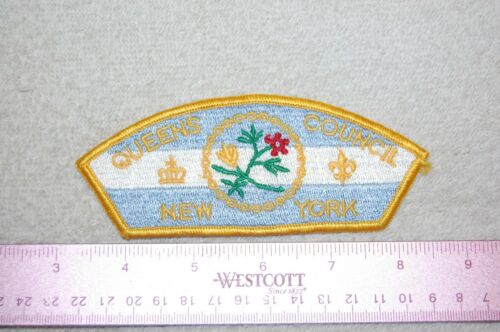 QUEENS COUNCIL
NEW YORK
3 4 5 6 7 8 9
WESTCOTT
Since 1872
24 23 22 21 20 19 18 17 16 15 14 13 12 11 10 9 8